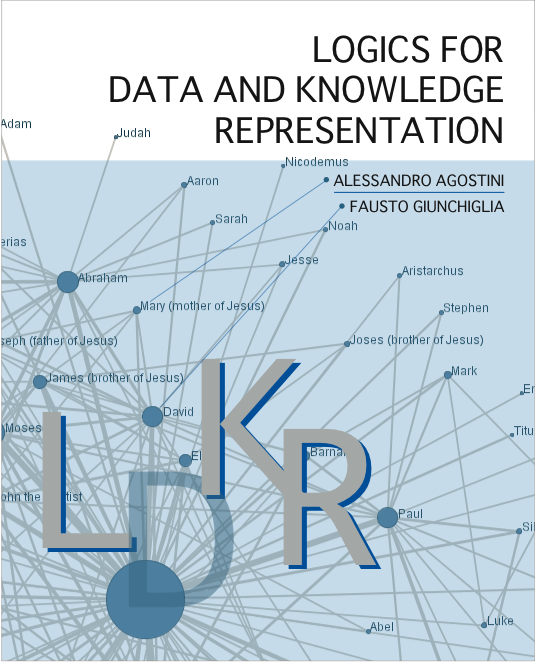 LOGICS FOR
DATA AND KNOWLEDGE
REPRESENTATION
Adam
Judah
Nicodemus
Aaron
ALESSANDRO AGOSTINI
FAUSTO GIUNCHIGLIA
Sarah
Noah
erias
Jesse
Abraham
Aristarchus
Mary (mother of Jesus)
Stephen
seph (father of Jesus)
Joses (brother of Jesus)
James (brother of Jesus)
Mark
Er
David
Moses
Titu
K
El
Barna
L
R
ohn the
tist
D
Paul
Sil
Abel
Luke